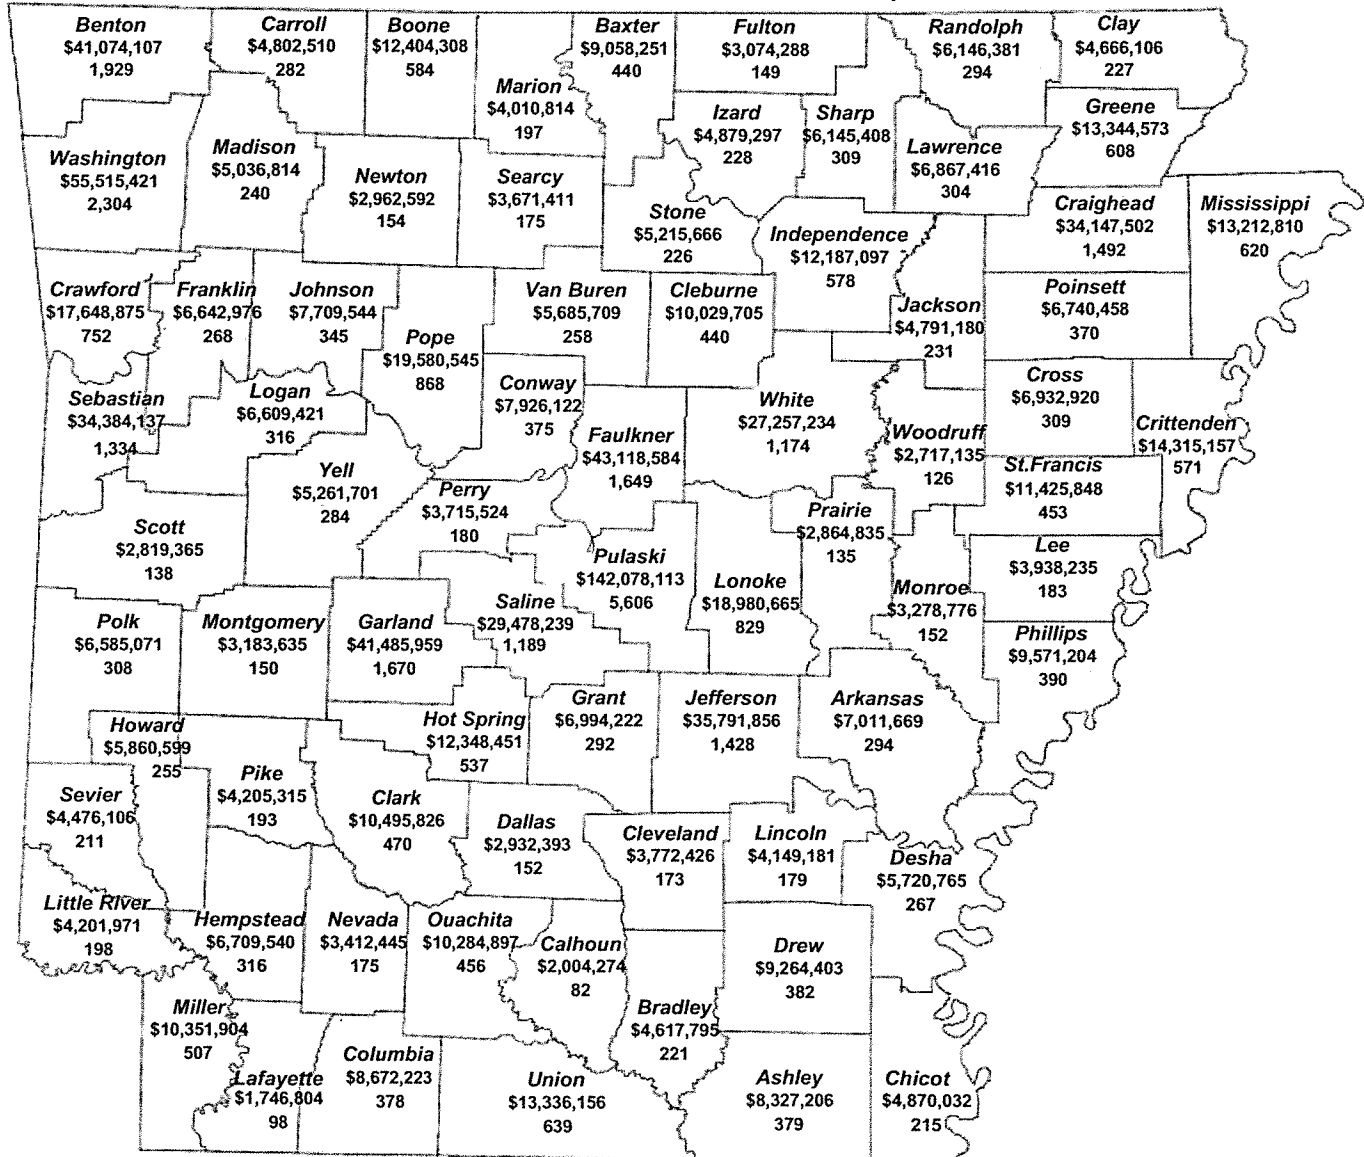 Benton
$41,074,107
1,929
Carroll
$4,802,510
282
Boone
$12,404,308
584
Marion
$4,010,814
197
Baxter
$9,058,251
440
Fulton
$3,074,288
149
Randolph
$6,146,381
294
Clay
$4,666,106
227
Washington
$55,515,421
2,304
Madison
$5,036,814
240
Newton
$2,962,592
154
Searcy
$3,671,411
175
Stone
$5,215,666
226
Izard
$4,879,297
228
Sharp
$6,145,408
309
Lawrence
$6,867,416
304
Greene
$13,344,573
608
Independence
$12,187,097
578
Craighead
$34,147,502
1,492
Mississippi
$13,212,810
620
Crawford
$17,648,875
752
Franklin
$6,642,976
268
Johnson
$7,709,544
345
Pope
$19,580,545
868
Van Buren
$5,685,709
258
Cleburne
$10,029,705
440
Jackson
$4,791,180
231
Poinsett
$6,740,458
370
Sebastian
$34,384,137
1,334
Logan
$6,609,421
316
Conway
$7,926,122
375
Faulkner
$43,118,584
1,649
White
$27,257,234
1,174
Woodruff
$2,717,135
126
Cross
$6,932,920
309
Crittenden
$14,315,157
571
St.Francis
$11,425,848
453
Scott
$2,819,365
138
Yell
$5,261,701
284
Perry
$3,715,524
180
Pulaski
$142,078,113
5,606
Lonoke
$18,980,665
829
Prairie
$2,864,835
135
Monroe
$3,278,776
152
Lee
$3,938,235
183
Phillips
$9,571,204
390
Polk
$6,585,071
308
Montgomery
$3,183,635
150
Garland
$41,485,959
1,670
Saline
$29,478,239
1,189
Hot Spring
$12,348,451
537
Grant
$6,994,222
292
Jefferson
$35,791,856
1,428
Arkansas
$7,011,669
294
Howard
$5,860,599
255
Pike
$4,205,315
193
Sevier
$4,476,106
211
Clark
$10,495,826
470
Dallas
$2,932,393
152
Cleveland
$3,772,426
173
Lincoln
$4,149,181
179
Desha
$5,720,765
267
Little River
$4,201,971
198
Hempstead
$6,709,540
316
Nevada
$3,412,445
175
Ouachita
$10,284,897
456
Calhoun
$2,004,274
82
Bradley
$4,617,795
221
Drew
$9,264,403
382
Miller
$10,351,904
507
Lafayette
$1,746,804
98
Columbia
$8,672,223
378
Union
$13,336,156
639
Ashley
$8,327,206
379
Chicot
$4,870,032
215